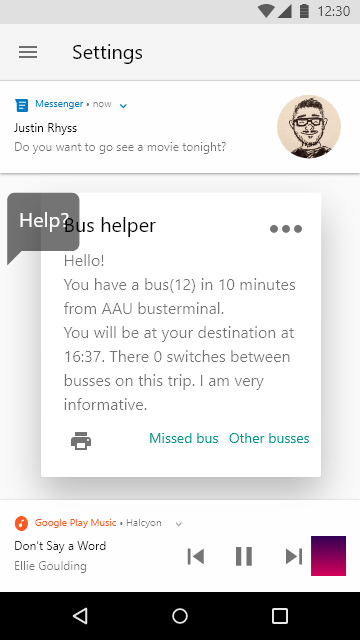 12:30
Settings
Messenger • now
Justin Rhyss
Do you want to go see a movie tonight?
Help?
Bus helper
Hello!
You have a bus(12) in 10 minutes
from AAU busterminal.
You will be at your destination at
16:37. There 0 switches between
busses on this trip. I am very
informative.
Missed bus Other busses
Google Play Music • Halcyon
Don't Say a Word
Ellie Goulding